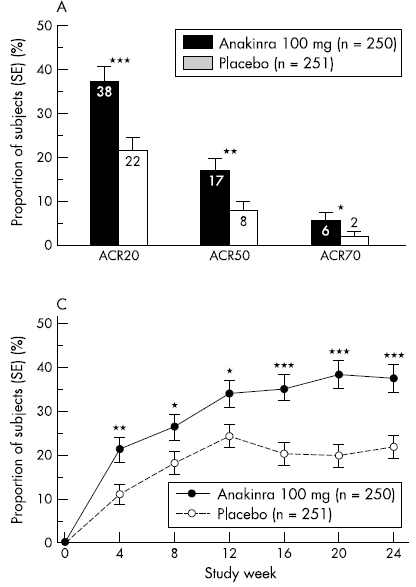 A
Proportion of subjects (SE) (%)
50
40
30
20
10
0
Anakinra 100 mg (n = 250)
Placebo (n = 251)
★★★
38
22
★★
17
8
★
6
2
ACR20 ACR50 ACR70
C
Proportion of subjects (SE) (%)
50
40
30
20
10
0
★★
★
★
★★★
★★★
★★★
Anakinra 100 mg (n = 250)
Placebo (n = 251)
0 4 8 12 16 20 24
Study week